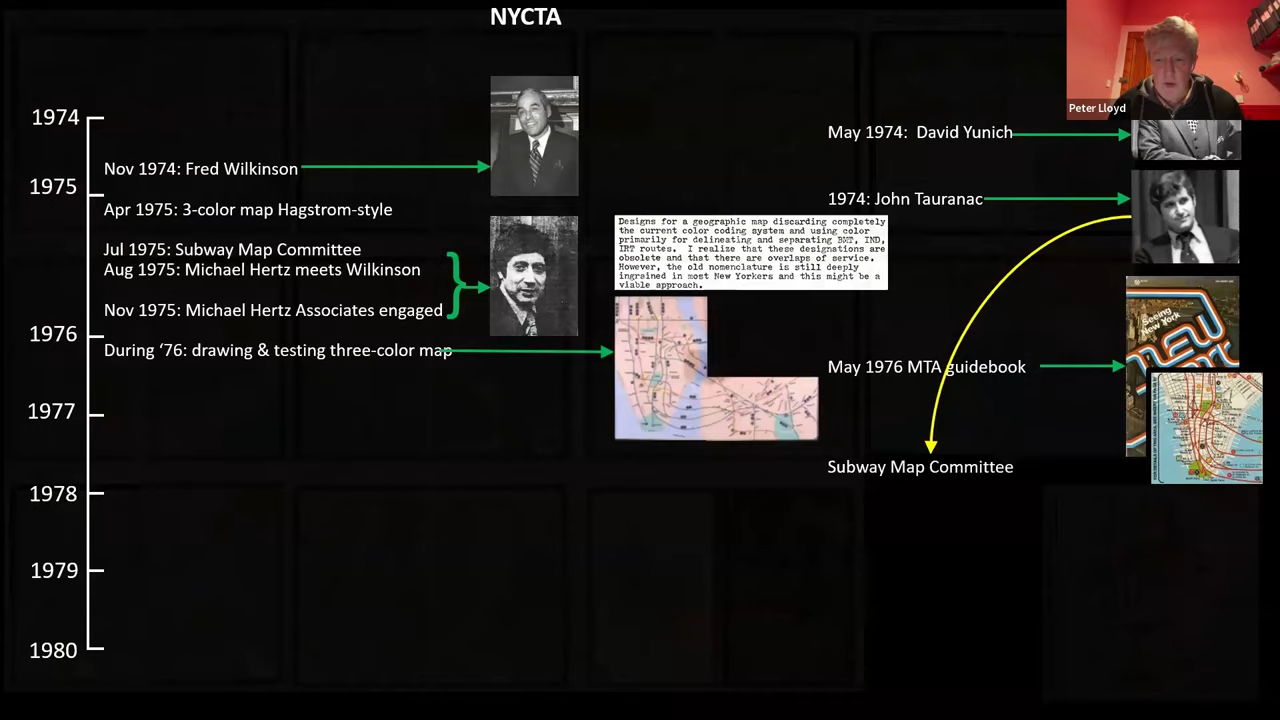 NYCTA
Peter Lloyd
1974
May 1974:  David Yunich
Nov 1974: Fred Wilkinson
1975
1974: John Tauranac
Apr 1975: 3-color map Hagstrom-style
Designs for a geographic map discarding completely
the current color coding system and using color
primarily for delineating and separating BMT, IND,
IRT routes.  I realize that these designations are
obsolete and that there are overlaps of service.
However, the old nomenclature is still deeply
ingrained in most New Yorkers and this might be a
viable approach.
Jul 1975: Subway Map Committee
Aug 1975: Michael Hertz meets Wilkinson
Nov 1975: Michael Hertz Associates engaged
1976
During ‘76: drawing & testing three-color map
May 1976 MTA guidebook
Seeing
New York
1977
Subway Map Committee
1978
1979
1980